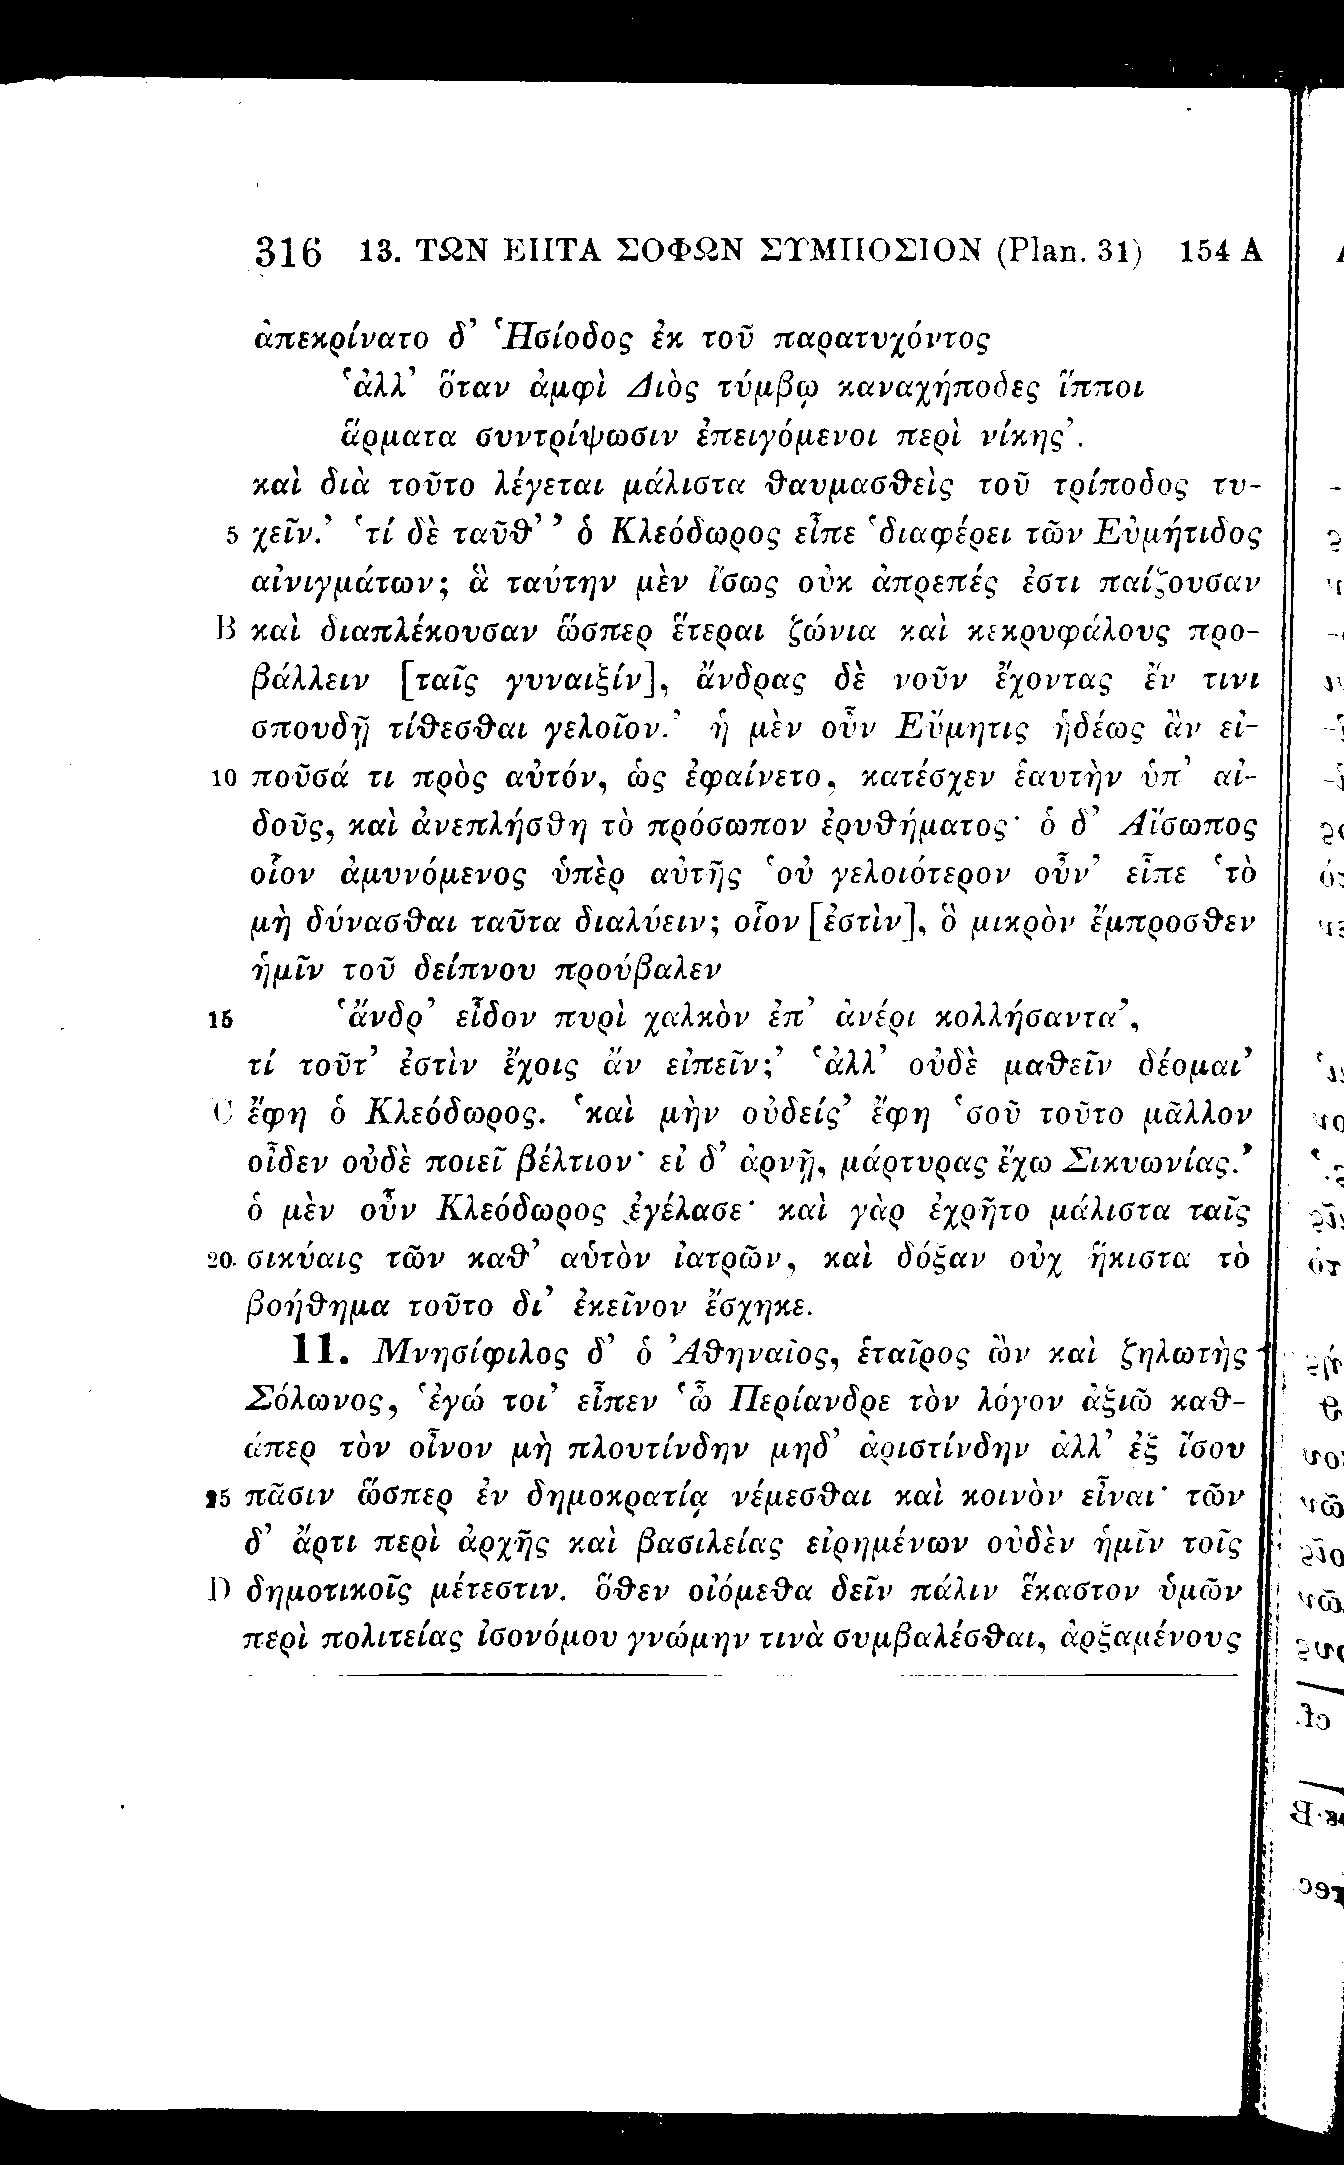 316 13. ΤΩΝ ΕΠΤΑ ΣΟΦΩΝ ΣΥΜΠΟΣΙΟΝ (Plan. 31) 154 A
ἀπεκρίνατο δ’ Ἡσίοδος ἐκ τοῦ παρατυχόντος
‘ἀλλ’ ὅταν ἀμφὶ Διὸς τύμβῳ καναχήποδες ἵπποι
ἅρματα συντρίψωσιν ἐπειγόμενοι περὶ νίκης’.
καὶ διὰ τοῦτο λέγεται μάλιστα θαυμασθεὶς τοῦ τρίποδος τυ-
5 χεῖν.’ ‘τί δὲ ταῦθ’’ ὁ Κλεόδωρος εἶπε ‘διαφέρει τῶν Εὐμήτιδος
αἰνιγμάτων; ἃ ταύτην μὲν ἴσως οὐκ ἀπρεπές ἐστι παίζουσαν
B καὶ διαπλέκουσαν ὥσπερ ἕτεραι ζώνια καὶ κεκρυφάλους προ-
βάλλειν [ταῖς γυναιξίν], ἄνδρας δὲ νοῦν ἔχοντας ἔν τινι
σπουδῇ τίθεσθαι γελοῖον.’ ἡ μὲν οὖν Εὔμητις ἡδέως ἂν εἰ-
10 ποῦσά τι πρὸς αὐτόν, ὡς ἐφαίνετο, κατέσχεν ἑαυτὴν ὑπ’ αἰ-
δοῦς, καὶ ἀνεπλήσθη τὸ πρόσωπον ἐρυθήματος· ὁ δ’ Αἴσωπος
οἷον ἀμυνόμενος ὑπὲρ αὐτῆς ‘οὐ γελοιότερον οὖν’ εἶπε ‘τὸ
μὴ δύνασθαι ταῦτα διαλύειν; οἷον [ἐστὶν], ὃ μικρὸν ἔμπροσθεν
ἡμῖν τοῦ δείπνου προύβαλεν
15 ‘ἄνδρ’ εἶδον πυρὶ χαλκὸν ἐπ’ ἀνέρι κολλήσαντα’,
τί τοῦτ’ ἐστὶν ἔχοις ἂν εἰπεῖν;’ ‘ἀλλ’ οὐδὲ μαθεῖν δέομαι’
C ἔφη ὁ Κλεόδωρος. ‘καὶ μὴν οὐδείς’ ἔφη ‘σοῦ τοῦτο μᾶλλον
οἶδεν οὐδὲ ποιεῖ βέλτιον· εἰ δ’ ἀρνῇ, μάρτυρας ἔχω Σικυωνίας.’
ὁ μὲν οὖν Κλεόδωρος ἐγέλασε· καὶ γὰρ ἐχρῆτο μάλιστα ταῖς
20 σικύαις τῶν καθ’ αὑτὸν ἰατρῶν, καὶ δόξαν οὐχ ἥκιστα τὸ
βοήθημα τοῦτο δι’ ἐκεῖνον ἔσχηκε.
11. Μνησίφιλος δ’ ὁ Ἀθηναῖος, ἑταῖρος ὢν καὶ ζηλωτὴς
Σόλωνος, ‘ἐγώ τοι’ εἶπεν ‘ὦ Περίανδρε τὸν λόγον ἀξιῶ καθ-
άπερ τὸν οἶνον μὴ πλουτίνδην μηδ’ ἀριστίνδην ἀλλ’ ἐξ ἴσου
25 πᾶσιν ὥσπερ ἐν δημοκρατίᾳ νέμεσθαι καὶ κοινὸν εἶναι· τῶν
δ’ ἄρτι περὶ ἀρχῆς καὶ βασιλείας εἰρημένων οὐδὲν ἡμῖν τοῖς
D δημοτικοῖς μέτεστιν. ὅθεν οἰόμεθα δεῖν πάλιν ἕκαστον ὑμῶν
περὶ πολιτείας ἰσονόμου γνώμην τινὰ συμβαλέσθαι, ἀρξαμένους